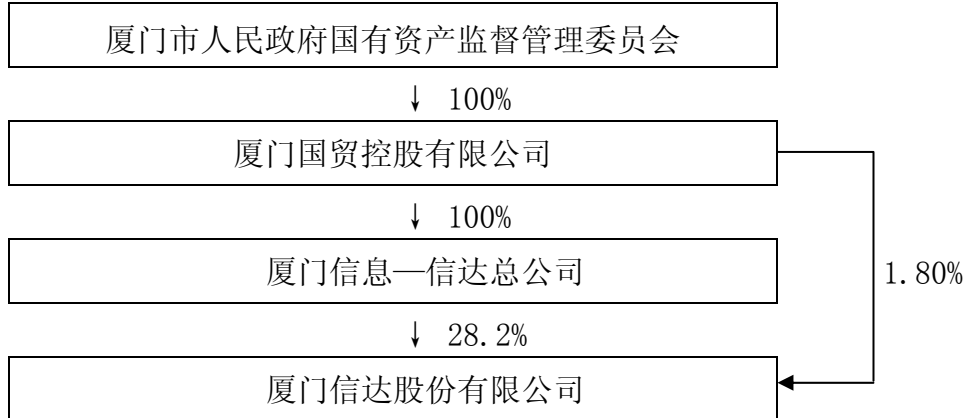 厦门市人民政府国有资产监督管理委员会
↓ 100%
厦门国贸控股有限公司
↓ 100%
厦门信息—信达总公司
1.80%
↓ 28.2%
厦门信达股份有限公司